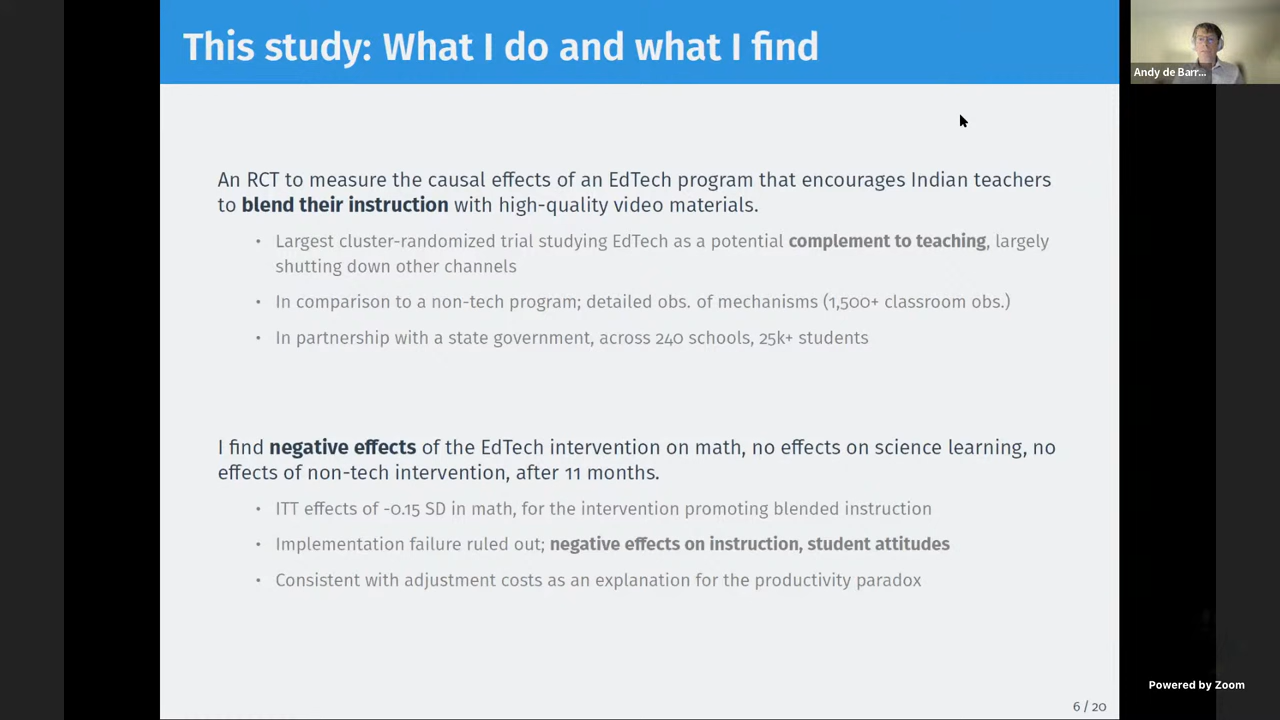 This study: What I do and what I find
Andy de Barr...
An RCT to measure the causal effects of an EdTech program that encourages Indian teachers
to blend their instruction with high-quality video materials.
• Largest cluster-randomized trial studying EdTech as a potential complement to teaching, largely
shutting down other channels
• In comparison to a non-tech program; detailed obs. of mechanisms (1,500+ classroom obs.)
• In partnership with a state government, across 240 schools, 25k+ students
I find negative effects of the EdTech intervention on math, no effects on science learning, no
effects of non-tech intervention, after 11 months.
• ITT effects of -0.15 SD in math, for the intervention promoting blended instruction
• Implementation failure ruled out; negative effects on instruction, student attitudes
• Consistent with adjustment costs as an explanation for the productivity paradox
Powered by Zoom
6 / 20